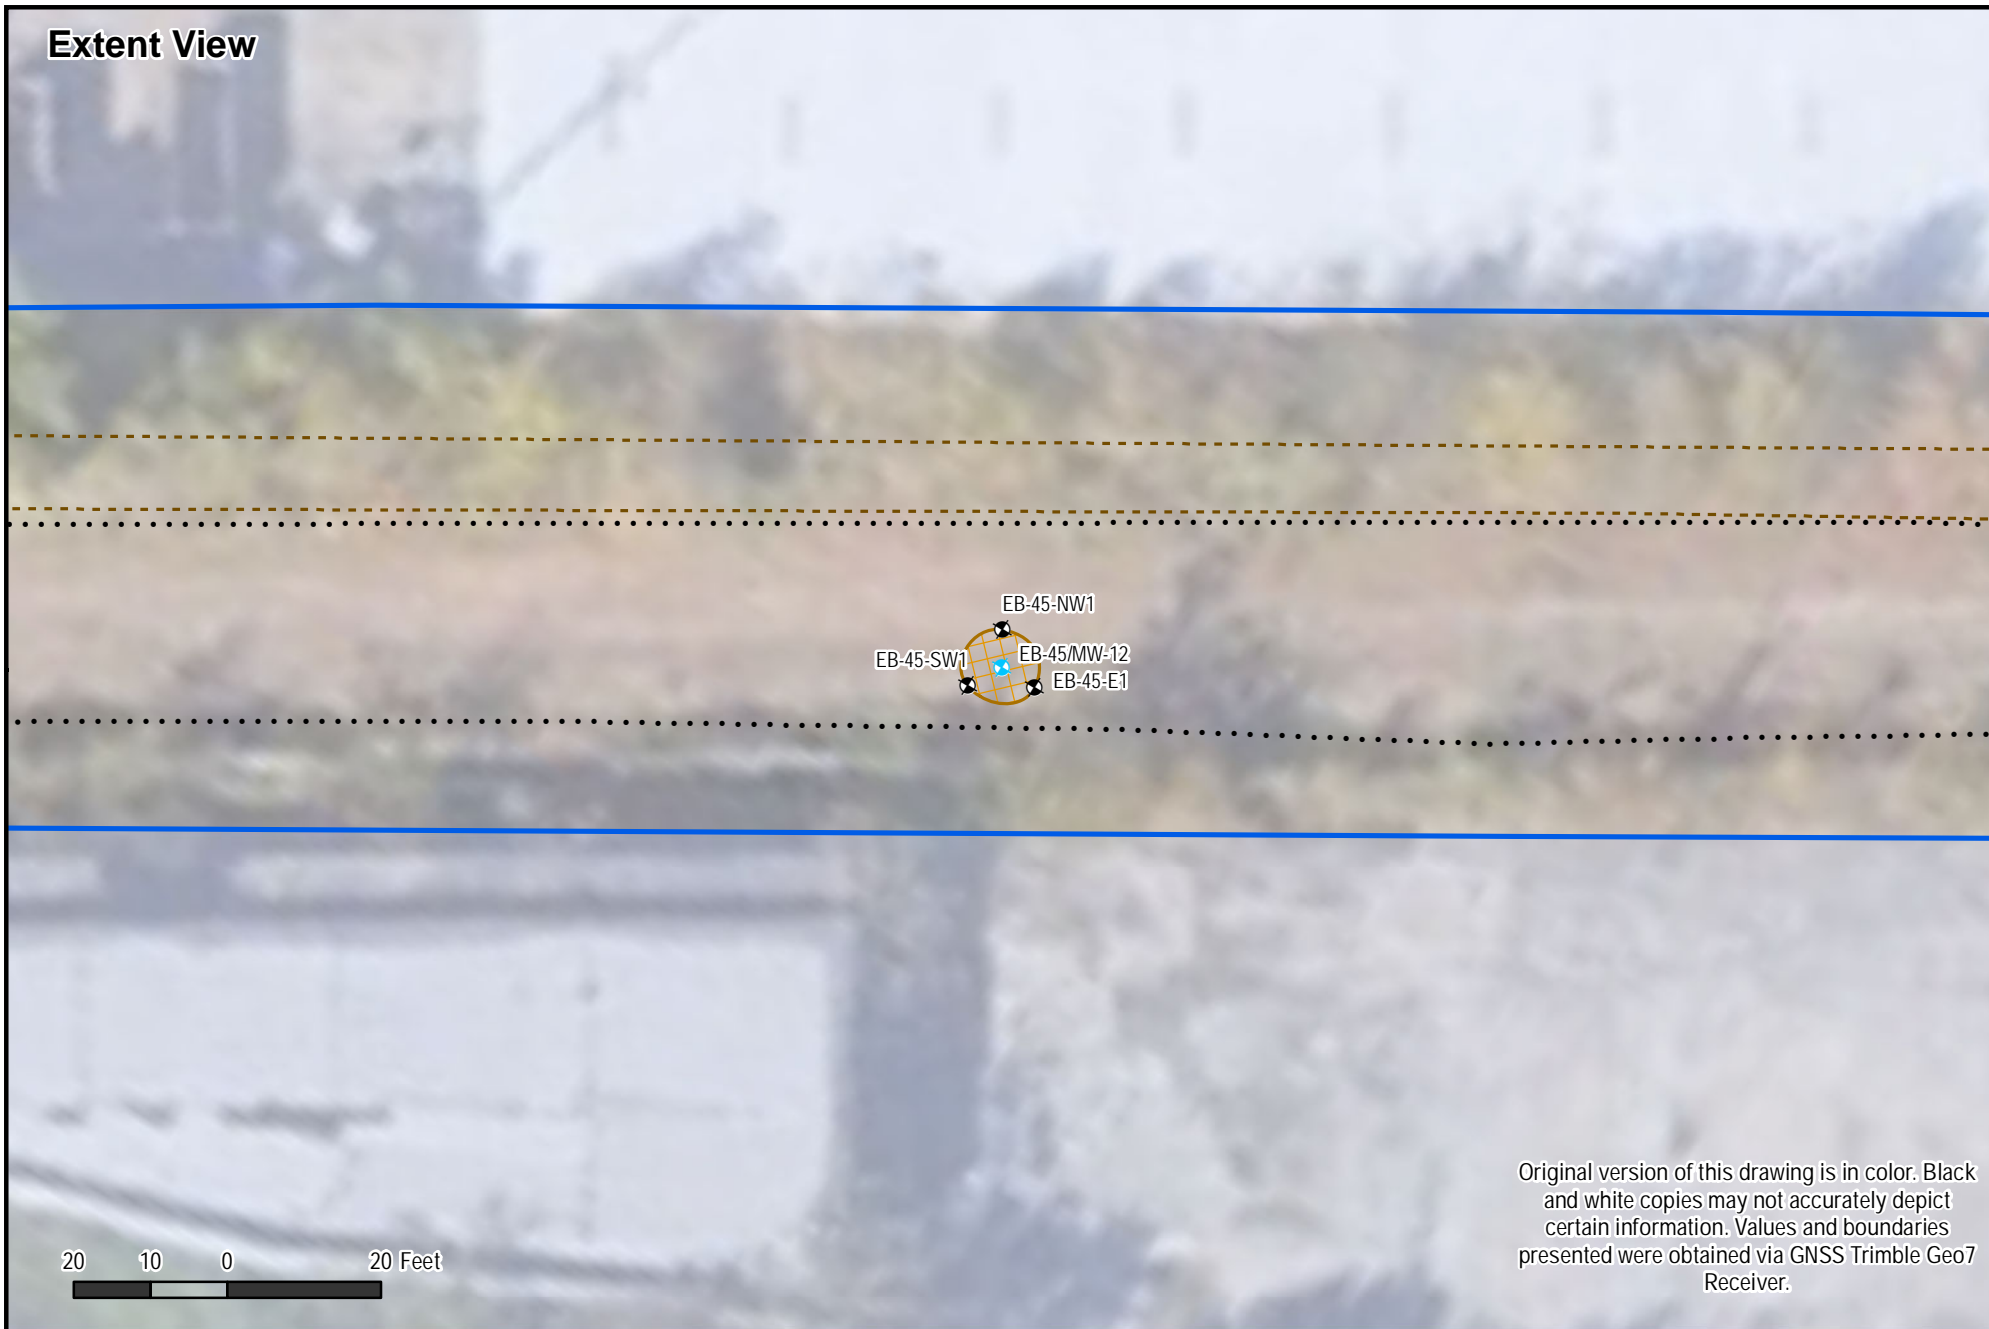 Extent View
EB-45-NW1
EB-45/MW-12
EB-45-SW1
EB-45-E1
20 10 0 20 Feet
Original version of this drawing is in color. Black
and white copies may not accurately depict
certain information. Values and boundaries
presented were obtained via GNSS Trimble Geo7
Receiver.